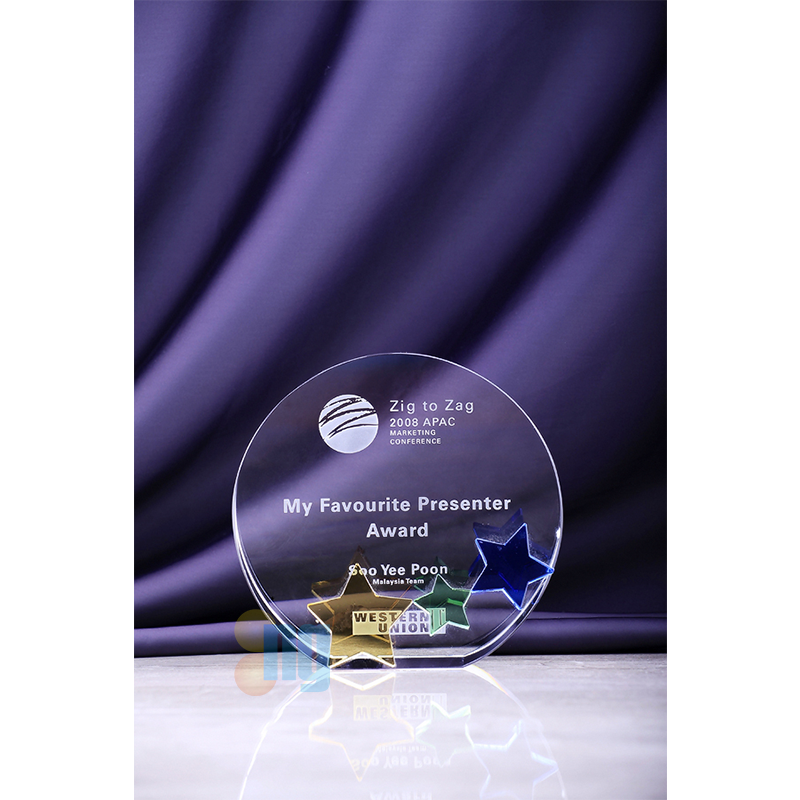 Zig to Zag
2008 APAC
MARKETING
CONFERENCE
My Favourite Presenter
Award
Soo Yee Poon
Malaysia Team
WESTERN
UNION